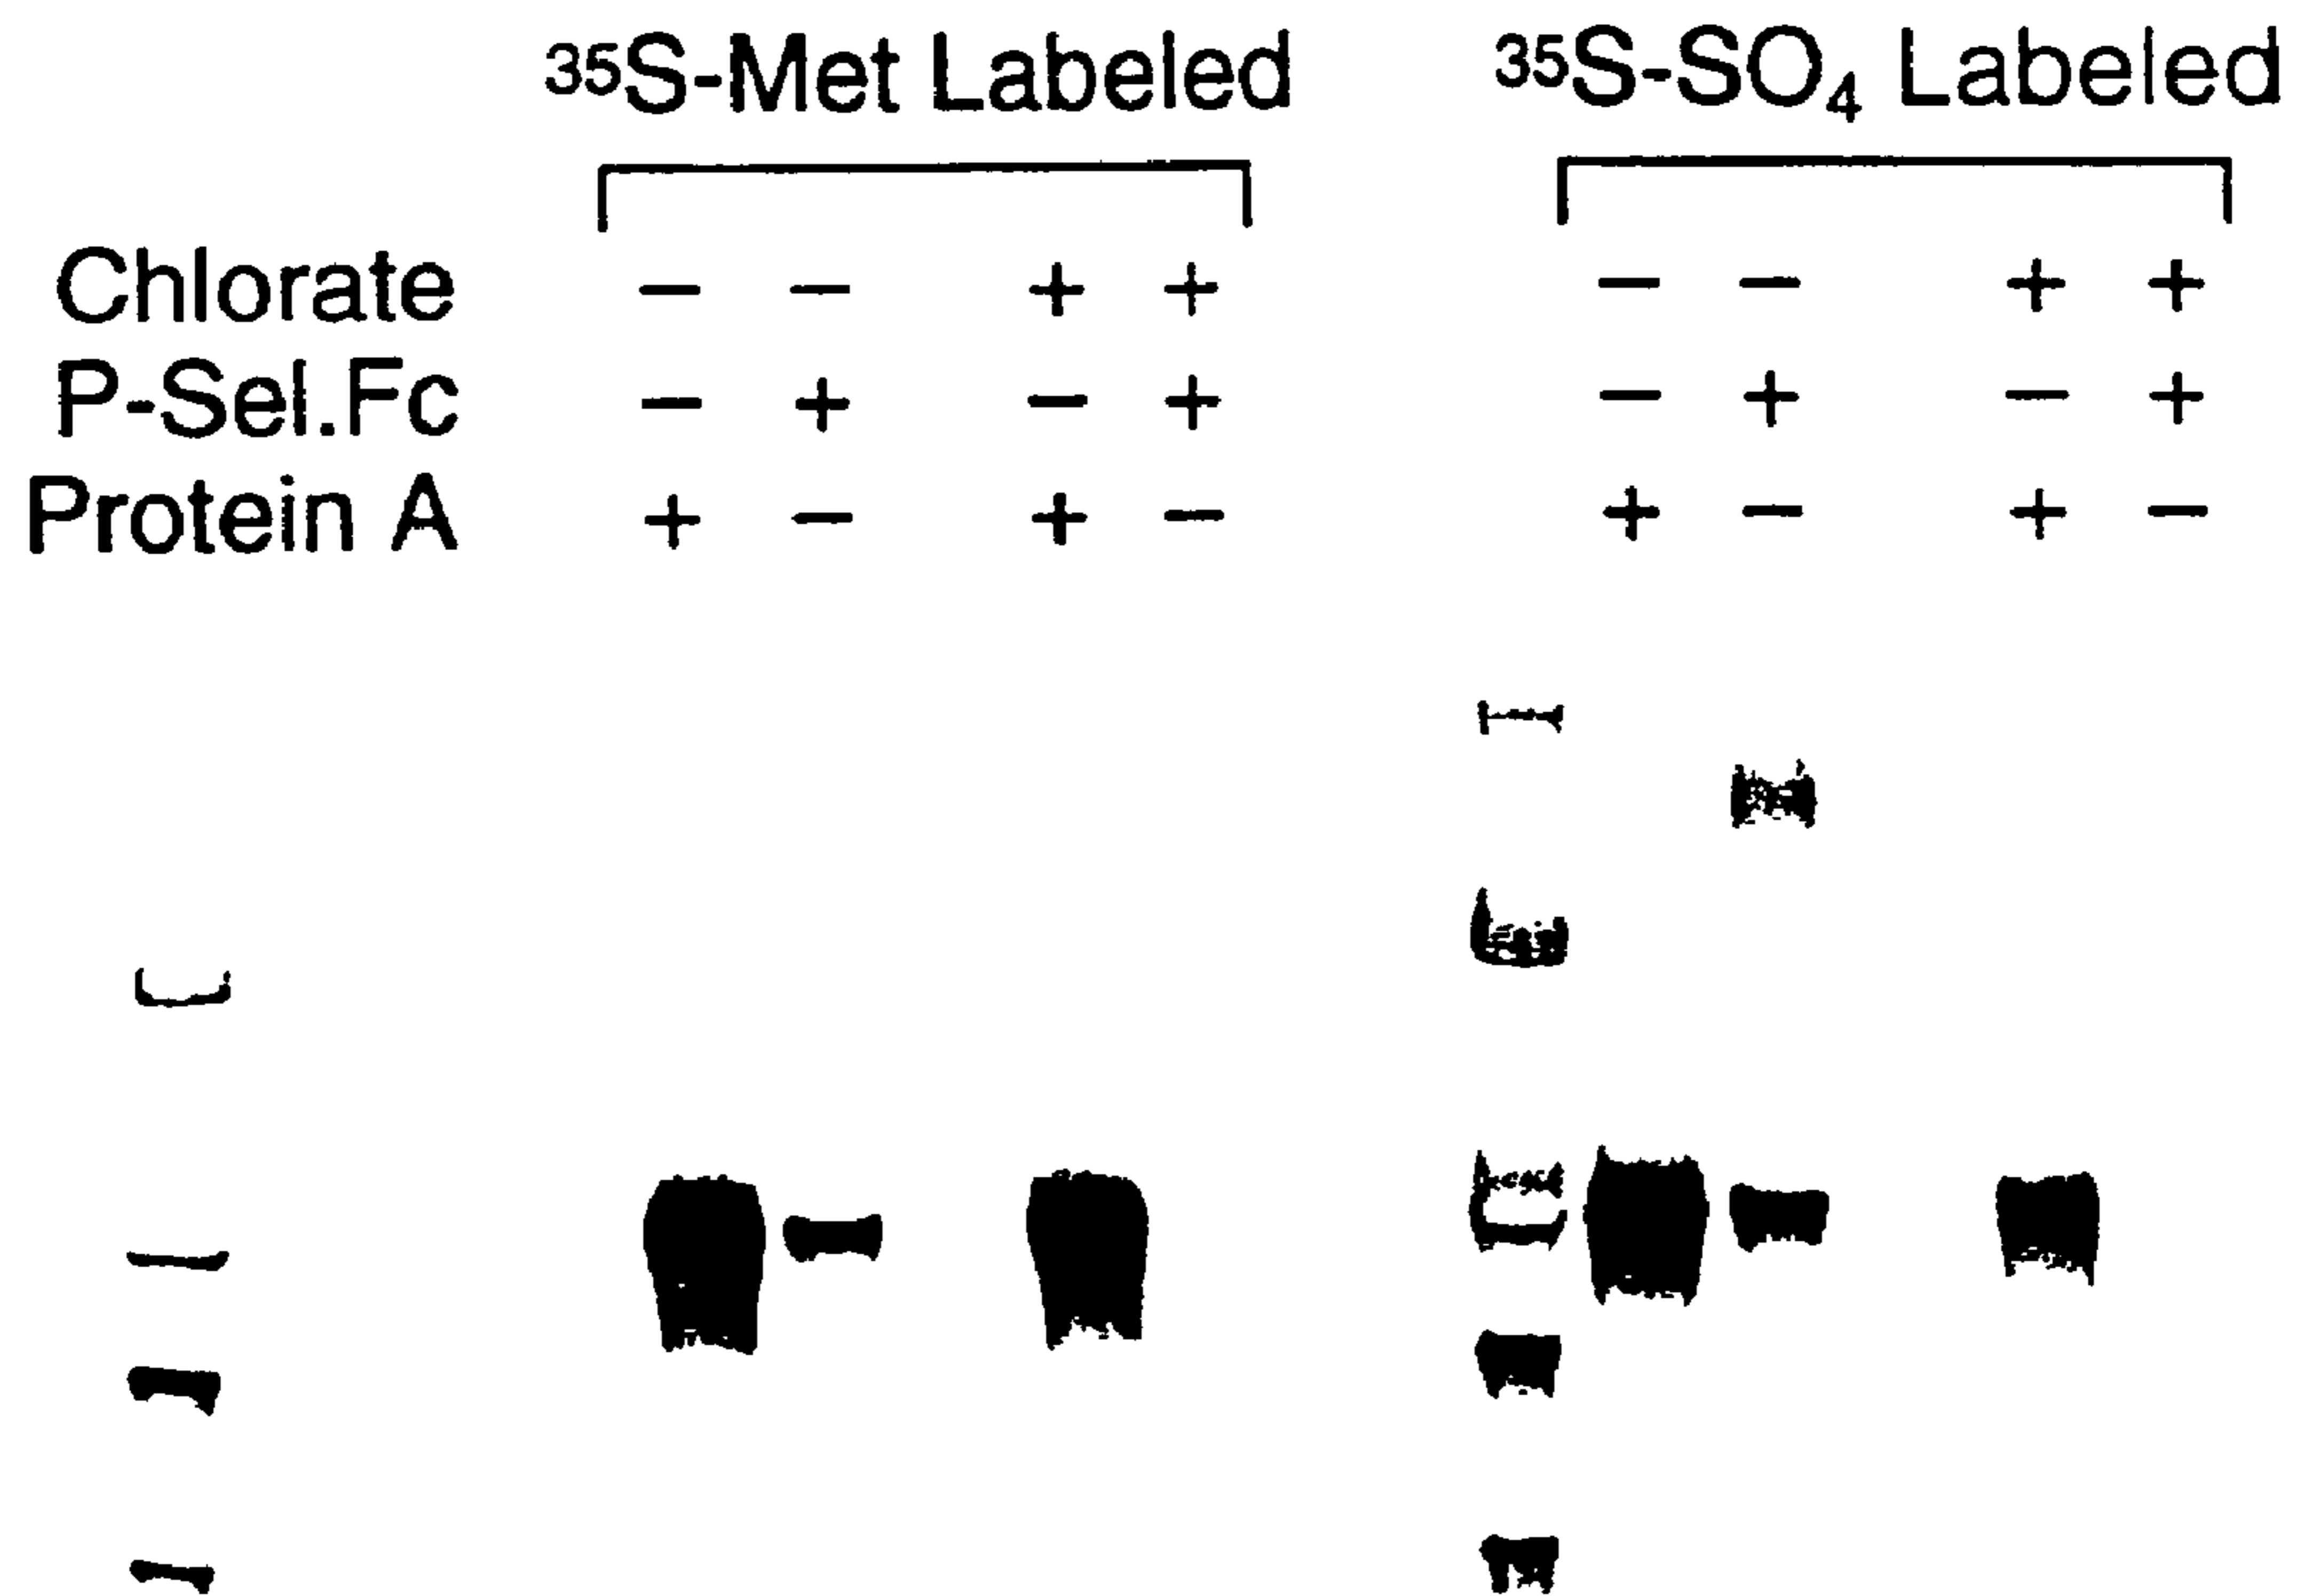 ³⁵S-Met Labeled ³⁵S-SO₄ Labeled
Chlorate − − + + − − + +
P-Sel.Fc − + − + − + − +
Protein A + − + − + − + −